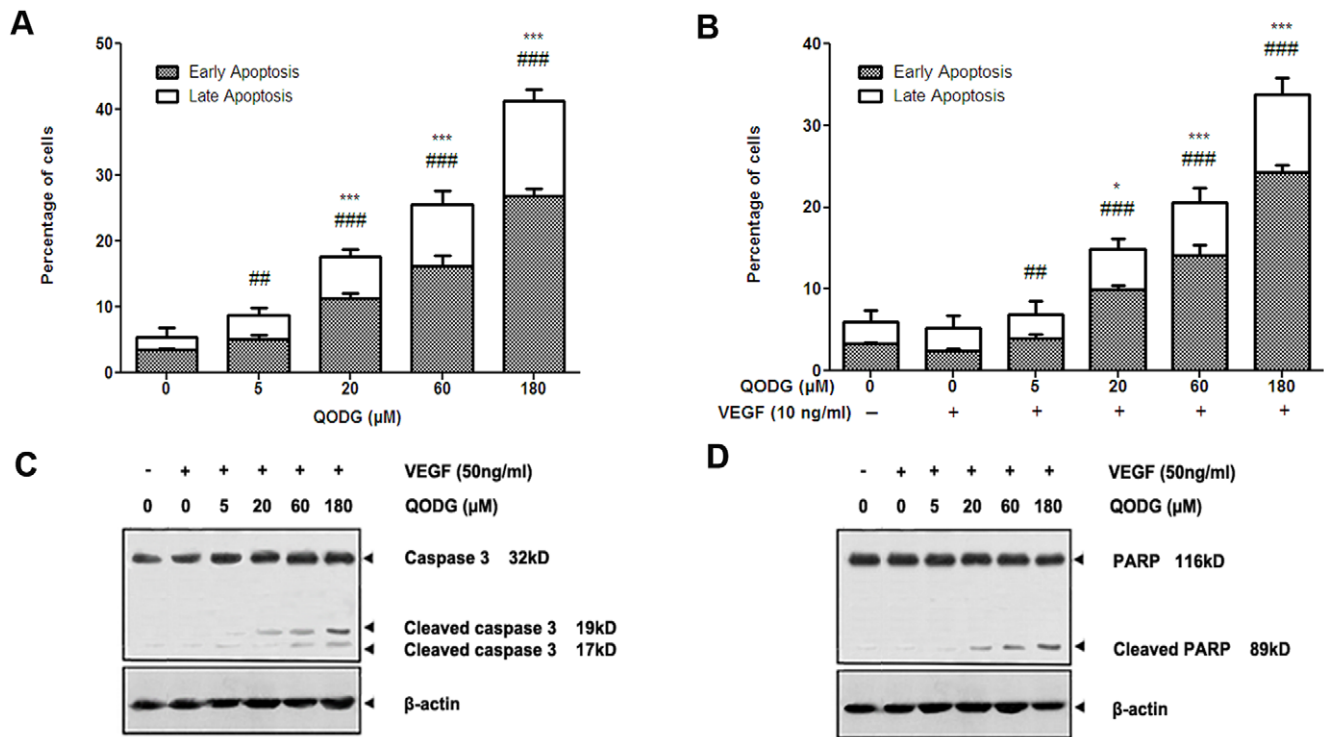 A
50
40
30
20
10
0
Percentage of cells
Early Apoptosis
Late Apoptosis
##
***
###
***
###
***
###
0 5 20 60 180
QODG (µM)
B
40
30
20
10
0
Percentage of cells
Early Apoptosis
Late Apoptosis
##
*
###
***
###
***
###
QODG (µM) 0 0 5 20 60 180
VEGF (10 ng/ml) – + + + + +
C
- + + + + + VEGF (50ng/ml)
0 0 5 20 60 180 QODG (µM)
Caspase 3 32kD
Cleaved caspase 3 19kD
Cleaved caspase 3 17kD
β-actin
D
- + + + + + VEGF (50ng/ml)
0 0 5 20 60 180 QODG (µM)
PARP 116kD
Cleaved PARP 89kD
β-actin